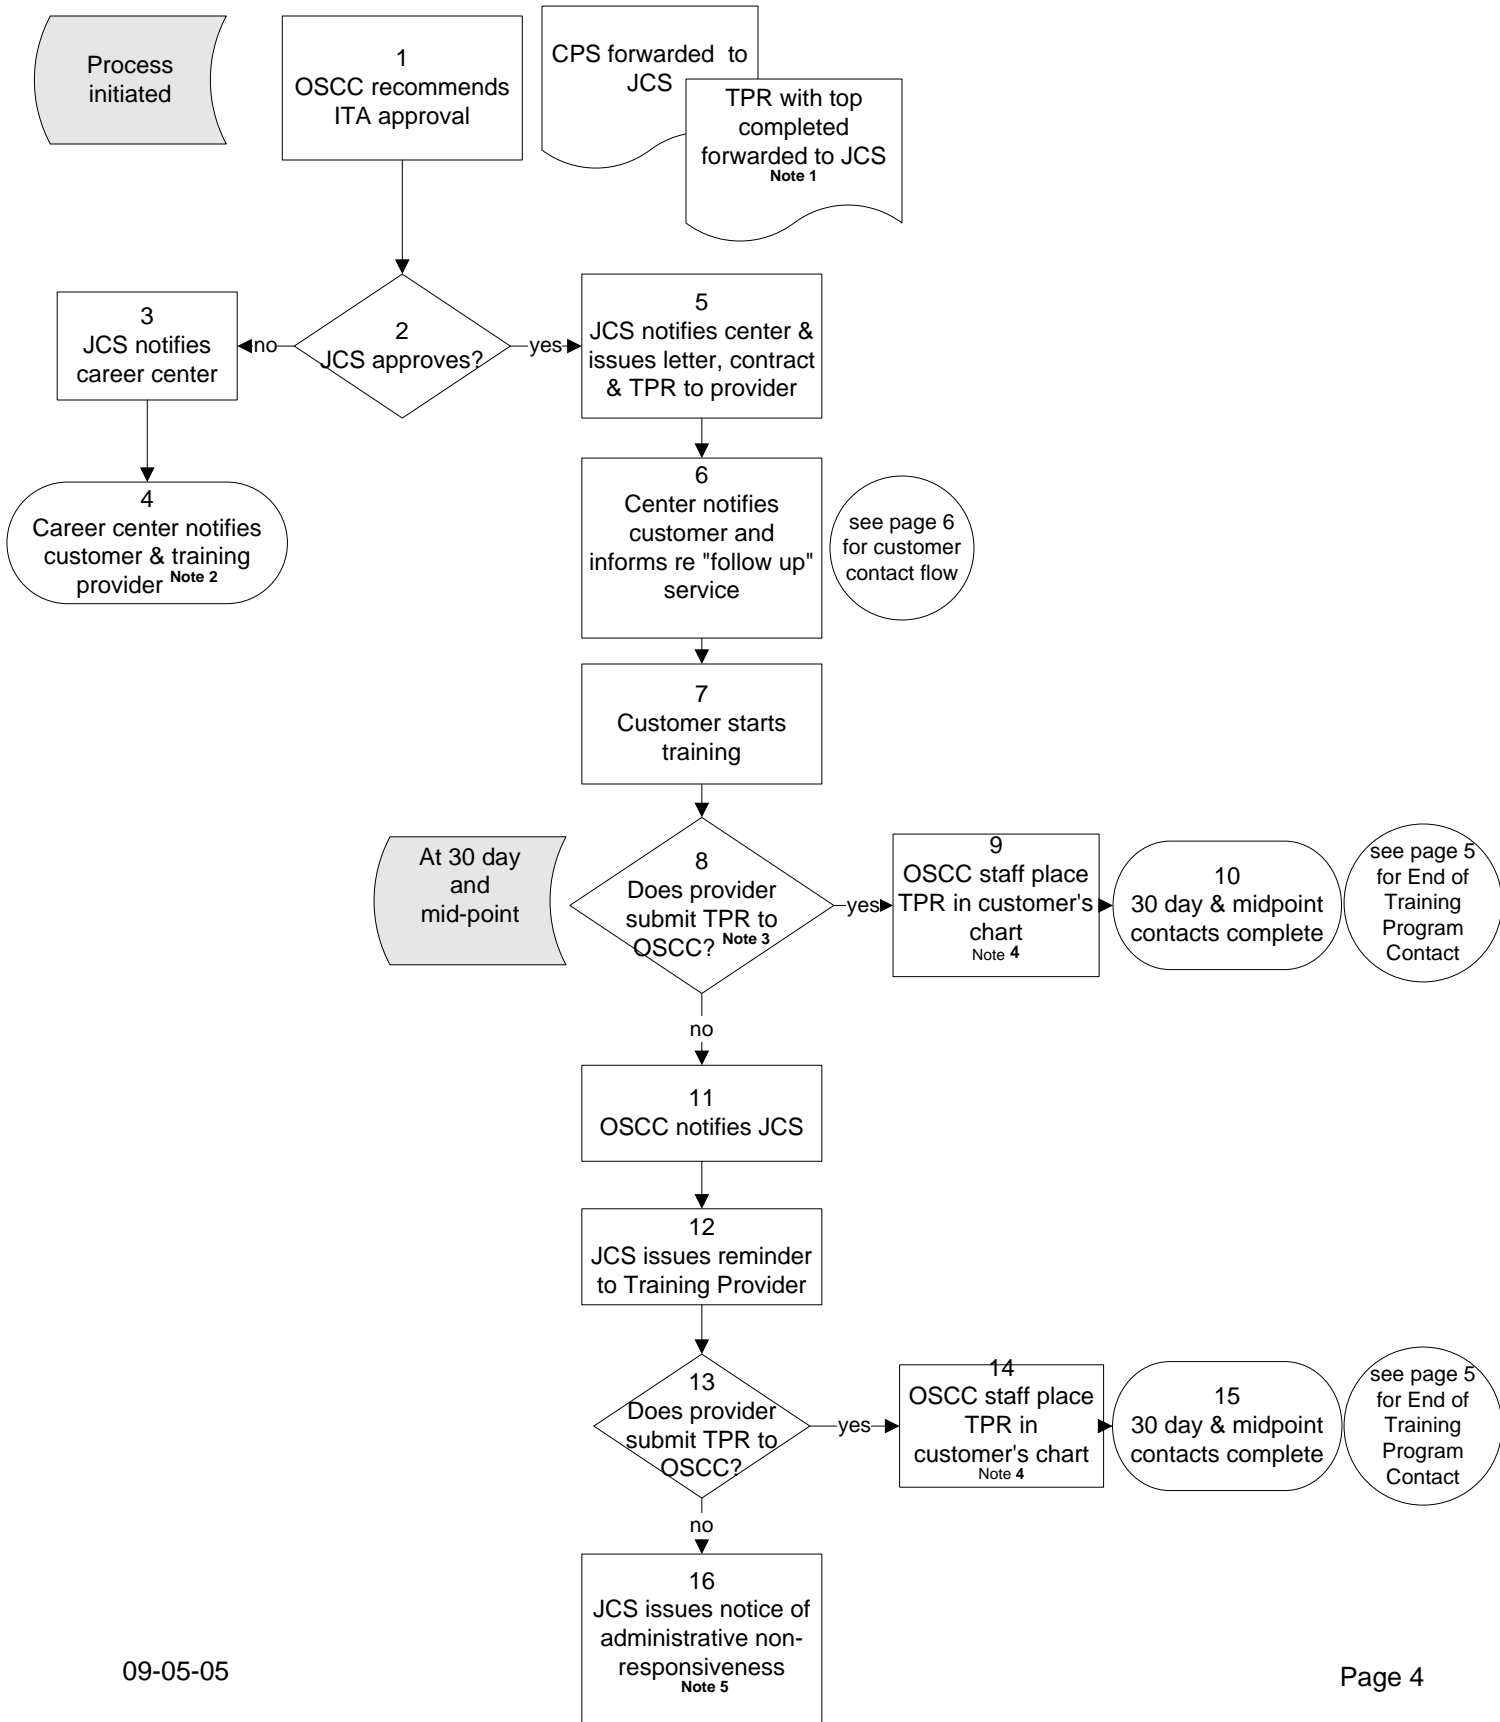 Process
initiated
1
OSCC recommends
ITA approval
CPS forwarded to
JCS
TPR with top
completed
forwarded to JCS
Note 1
2
JCS approves?
no
yes
3
JCS notifies
career center
4
Career center notifies
customer & training
provider Note 2
5
JCS notifies center &
issues letter, contract
& TPR to provider
6
Center notifies
customer and
informs re "follow up"
service
see page 6
for customer
contact flow
7
Customer starts
training
At 30 day
and
mid-point
8
Does provider
submit TPR to
OSCC? Note 3
yes
9
OSCC staff place
TPR in customer's
chart
Note 4
10
30 day & midpoint
contacts complete
see page 5
for End of
Training
Program
Contact
no
11
OSCC notifies JCS
12
JCS issues reminder
to Training Provider
13
Does provider
submit TPR to
OSCC?
yes
14
OSCC staff place
TPR in
customer's chart
Note 4
15
30 day & midpoint
contacts complete
see page 5
for End of
Training
Program
Contact
no
16
JCS issues notice of
administrative non-
responsiveness
Note 5
09-05-05
Page 4